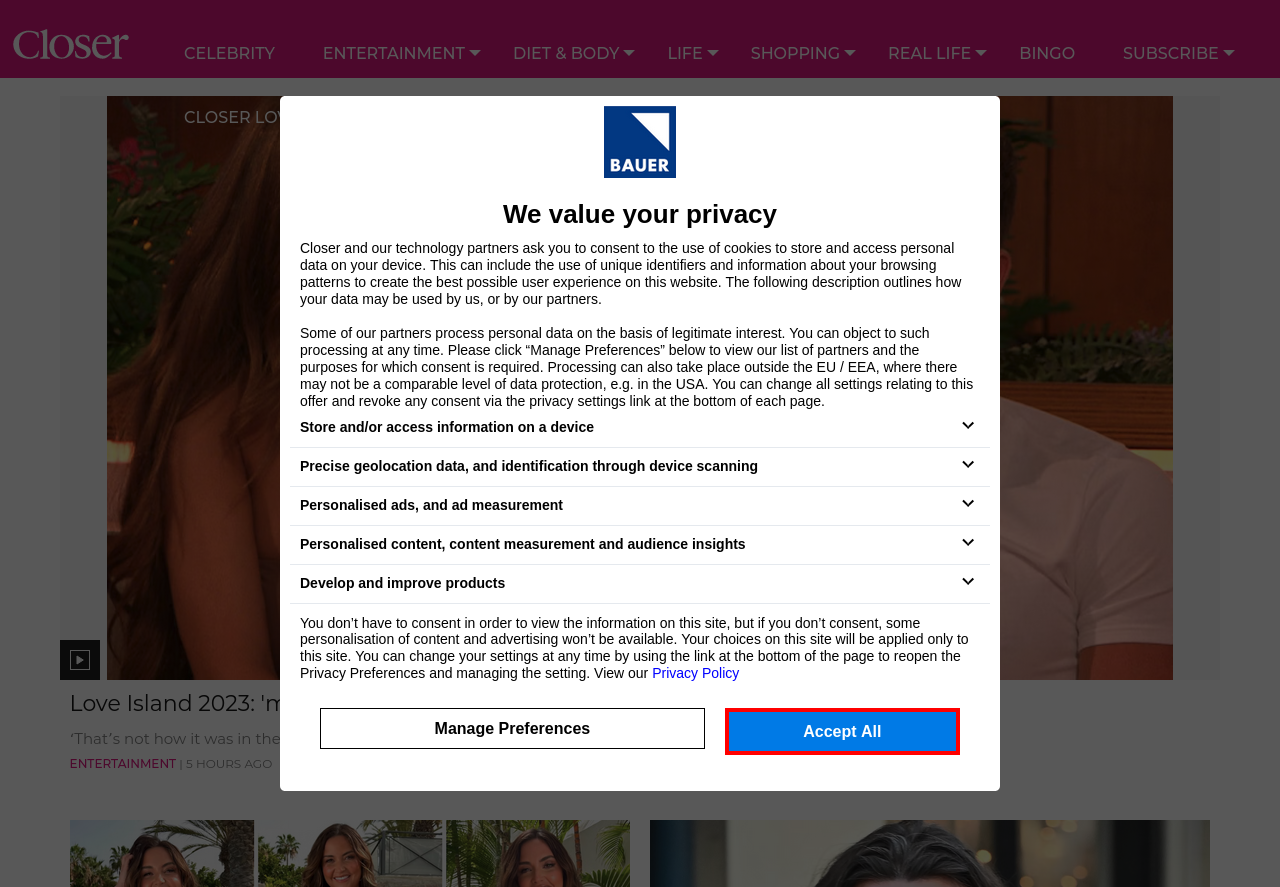 Closer
CELEBRITY
ENTERTAINMENT
DIET & BODY
LIFE
SHOPPING
REAL LIFE
BINGO
SUBSCRIBE
BAUER
We value your privacy
Closer and our technology partners ask you to consent to the use of cookies to store and access personal
data on your device. This can include the use of unique identifiers and information about your browsing
patterns to create the best possible user experience on this website. The following description outlines how
your data may be used by us, or by our partners.
Some of our partners process personal data on the basis of legitimate interest. You can object to such
processing at any time. Please click “Manage Preferences” below to view our list of partners and the
purposes for which consent is required. Processing can also take place outside the EU / EEA, where there
may not be a comparable level of data protection, e.g. in the USA. You can change all settings relating to this
offer and revoke any consent via the privacy settings link at the bottom of each page.
Store and/or access information on a device
Precise geolocation data, and identification through device scanning
Personalised ads, and ad measurement
Personalised content, content measurement and audience insights
Develop and improve products
You don’t have to consent in order to view the information on this site, but if you don’t consent, some
personalisation of content and advertising won’t be available. Your choices on this site will be applied only to
this site. You can change your settings at any time by using the link at the bottom of the page to reopen the
Privacy Preferences and managing the setting. View our Privacy Policy
Manage Preferences
Accept All
CLOSER
Love Island 2023:
‘That’s not how it was in the
ENTERTAINMENT | 5 HOURS AGO